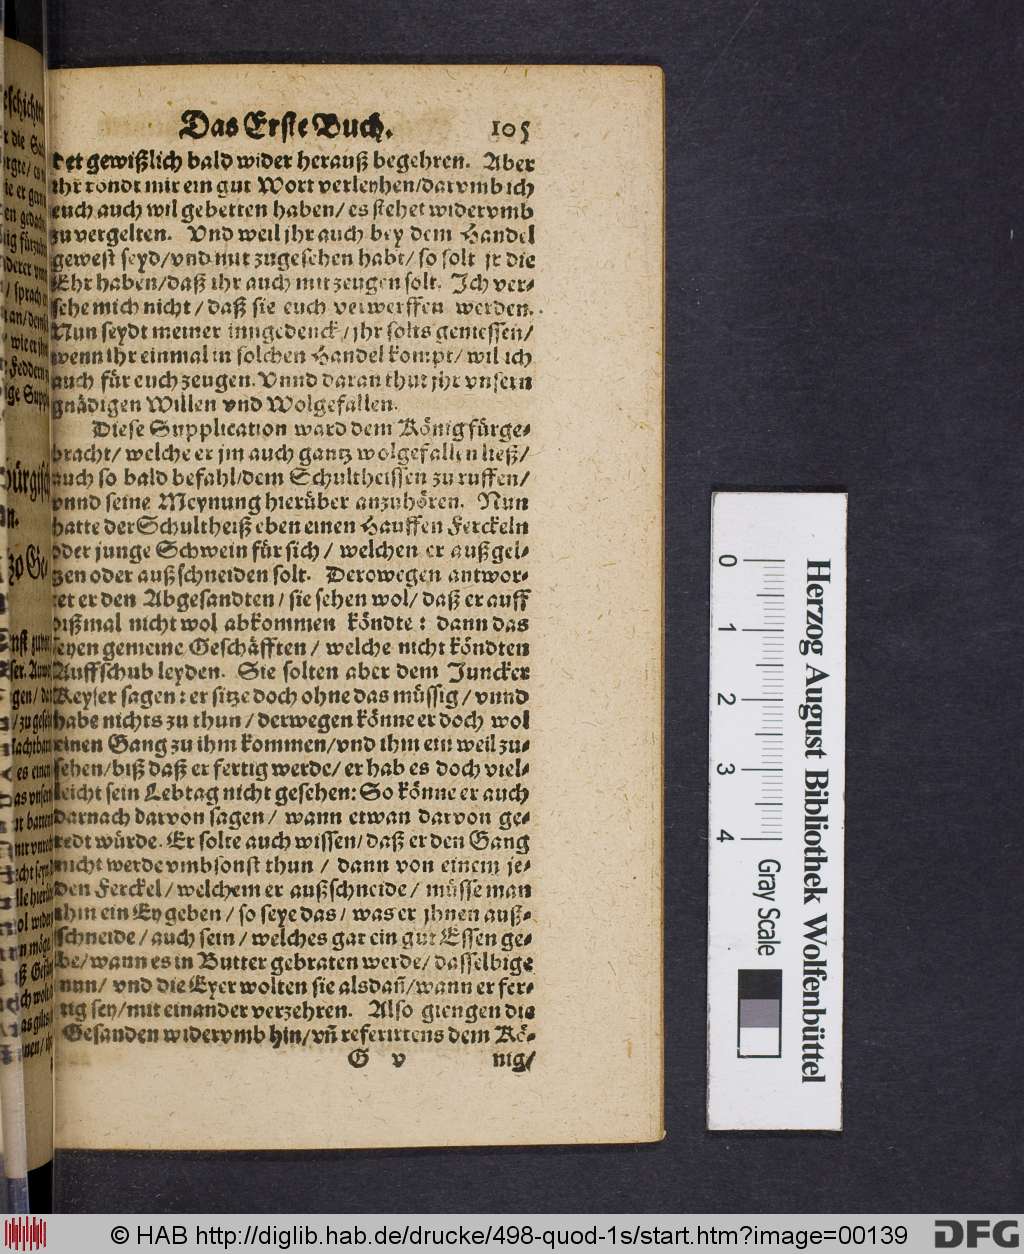 Das Erste Buch. 105
tet gewißlich bald wider herauß begehren. Aber
ihr köndt mir ein gut Wort verleyhen/darvmb ich
euch auch wil gebetten haben/es stehet widervmb
zu vergelten. Vnd weil jhr auch bey dem Handel
gewest seyd/vnd mit zugesehen habt/so solt jr die
Ehr haben/daß ihr auch mit zeugen solt. Ich ver-
sehe mich nicht/daß sie euch verwerffen werden.
Nun seydt meiner inngedenck/jhr solts geniessen/
wenn ihr einmal in solchen Handel kompt/wil ich
auch für euch zeugen. Vnnd daran thut jhr vnsern
gnädigen Willen vnd Wolgefallen.
Diese Supplication ward dem König fürge-
bracht/welche er jm auch gantz wolgefallen ließ/
auch so bald befahl/dem Schultheissen zu ruffen/
vnnd seine Meynung hierüber anzuhören. Nun
hatte der Schultheiß eben einen Hauffen Ferckeln
oder junge Schwein für sich/welchen er außgel-
tzen oder außschneiden solt. Derowegen antwor-
tet er den Abgesandten/sie sehen wol/daß er auff
dißmal nicht wol abkommen köndte: dann das
seyen gemeine Geschäfften/welche nicht köndten
Auffschub leyden. Sie solten aber dem Juncker
Keyser sagen: er sitze doch ohne das müssig/vnnd
habe nichts zu thun/derwegen könne er doch wol
einen Gang zu ihm kommen/vnd ihm ein weil zu-
sehen/biß daß er fertig werde/er hab es doch viel-
leicht sein Lebtag nicht gesehen: So könne er auch
darnach darvon sagen/wann etwan darvon ge-
redt würde. Er solte auch wissen/daß er den Gang
nicht werde vmbsonst thun/dann von einem je-
den Ferckel/welchem er außschneide/müsse man
ihm ein Ey geben/so seye das/was er jhnen auß-
schneide/auch sein/welches gar ein gut Essen ge-
be/wann es in Butter gebraten werde/dasselbige
nun/vnd die Eyer wolten sie alsdañ/wann er fer-
tig sey/mit einander verzehren. Also giengen die
Gesanden widervmb hin/vñ referirtens dem Kö-
G v nig/
0 1 2 3 4
Herzog August Bibliothek Wolfenbüttel
Gray Scale
© HAB http://diglib.hab.de/drucke/498-quod-1s/start.htm?image=00139
DFG